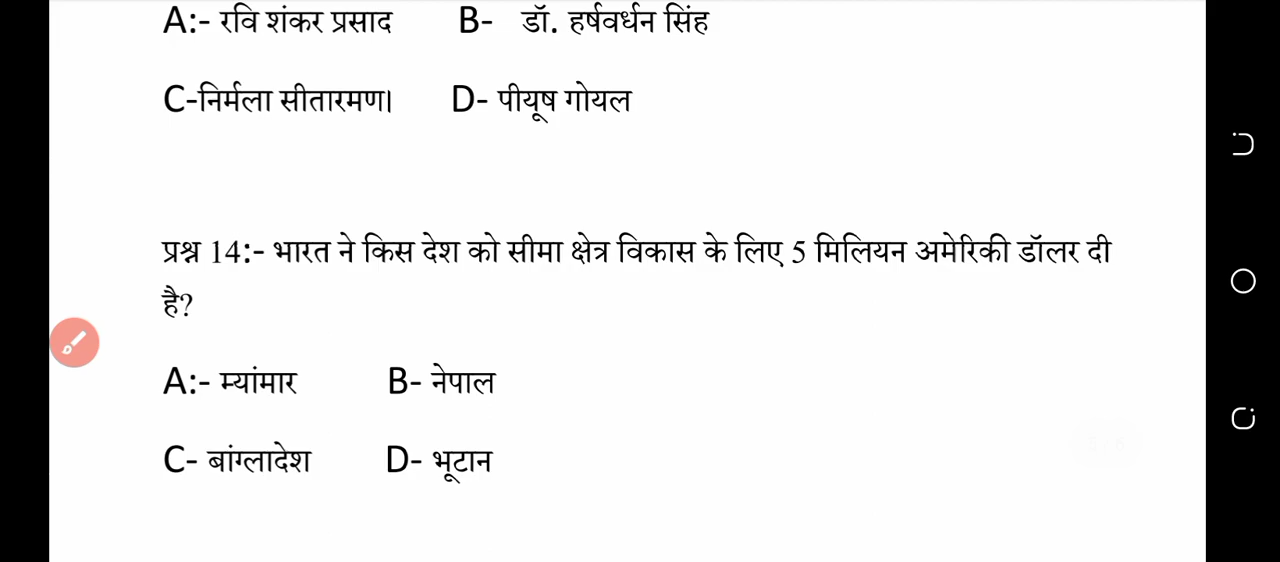 A:- रवि शंकर प्रसाद B- डॉ. हर्षवर्धन सिंह
C-निर्मला सीतारमण। D- पीयूष गोयल
प्रश्न 14:- भारत ने किस देश को सीमा क्षेत्र विकास के लिए 5 मिलियन अमेरिकी डॉलर दी
है?
A:- म्यांमार B- नेपाल
C- बांग्लादेश D- भूटान